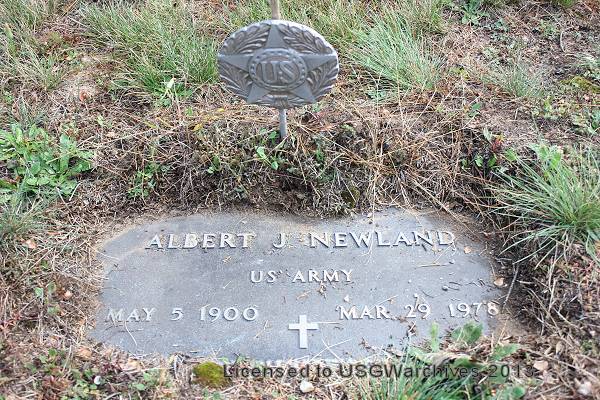 US
ALBERT J NEWLAND
US ARMY
MAY 5 1900 MAR 29 1978
Licensed to USGWarchives 2013